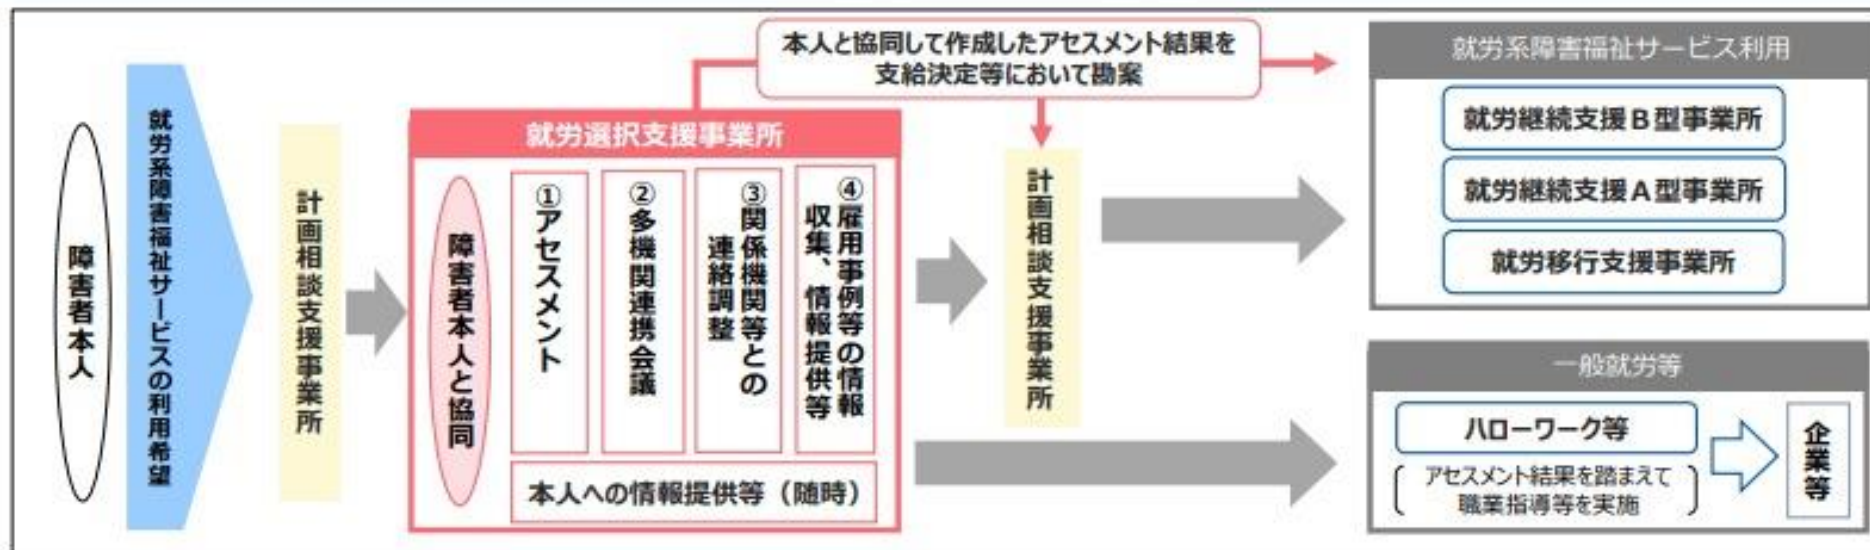 障害者本人
就労系障害福祉サービスの利用希望
計画相談支援事業所
就労選択支援事業所
障害者本人と協同
①アセスメント
②多機関連携会議
③関係機関等との
連絡調整
④雇用事例等の情報
収集、情報提供等
本人への情報提供等（随時）
本人と協同して作成したアセスメント結果を
支給決定等において勘案
計画相談支援事業所
就労系障害福祉サービス利用
就労継続支援Ｂ型事業所
就労継続支援Ａ型事業所
就労移行支援事業所
一般就労等
ハローワーク等
アセスメント結果を踏まえて
職業指導等を実施
企業等